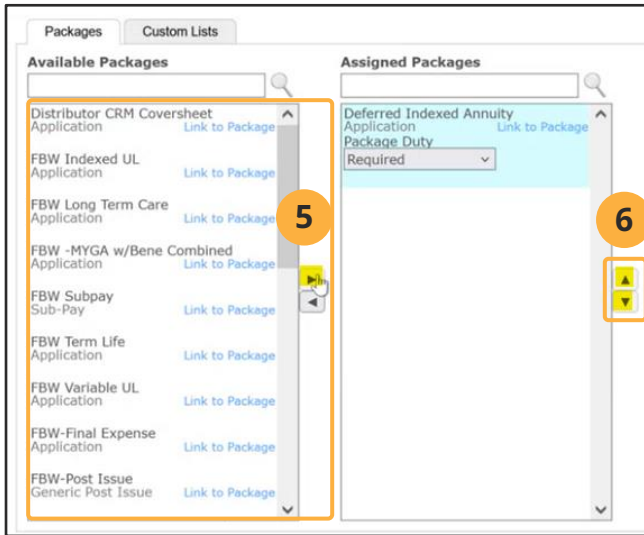 Packages Custom Lists
Available Packages
Distributor CRM Coversheet
Application Link to Package
FBW Indexed UL
Application Link to Package
FBW Long Term Care
Application Link to Package
FBW -MYGA w/Bene Combined
Application Link to Package
FBW Subpay
Sub-Pay Link to Package
FBW Term Life
Application Link to Package
FBW Variable UL
Application Link to Package
FBW-Final Expense
Application Link to Package
FBW-Post Issue
Generic Post Issue Link to Package
5
Assigned Packages
Deferred Indexed Annuity
Application Link to Package
Package Duty
Required
6